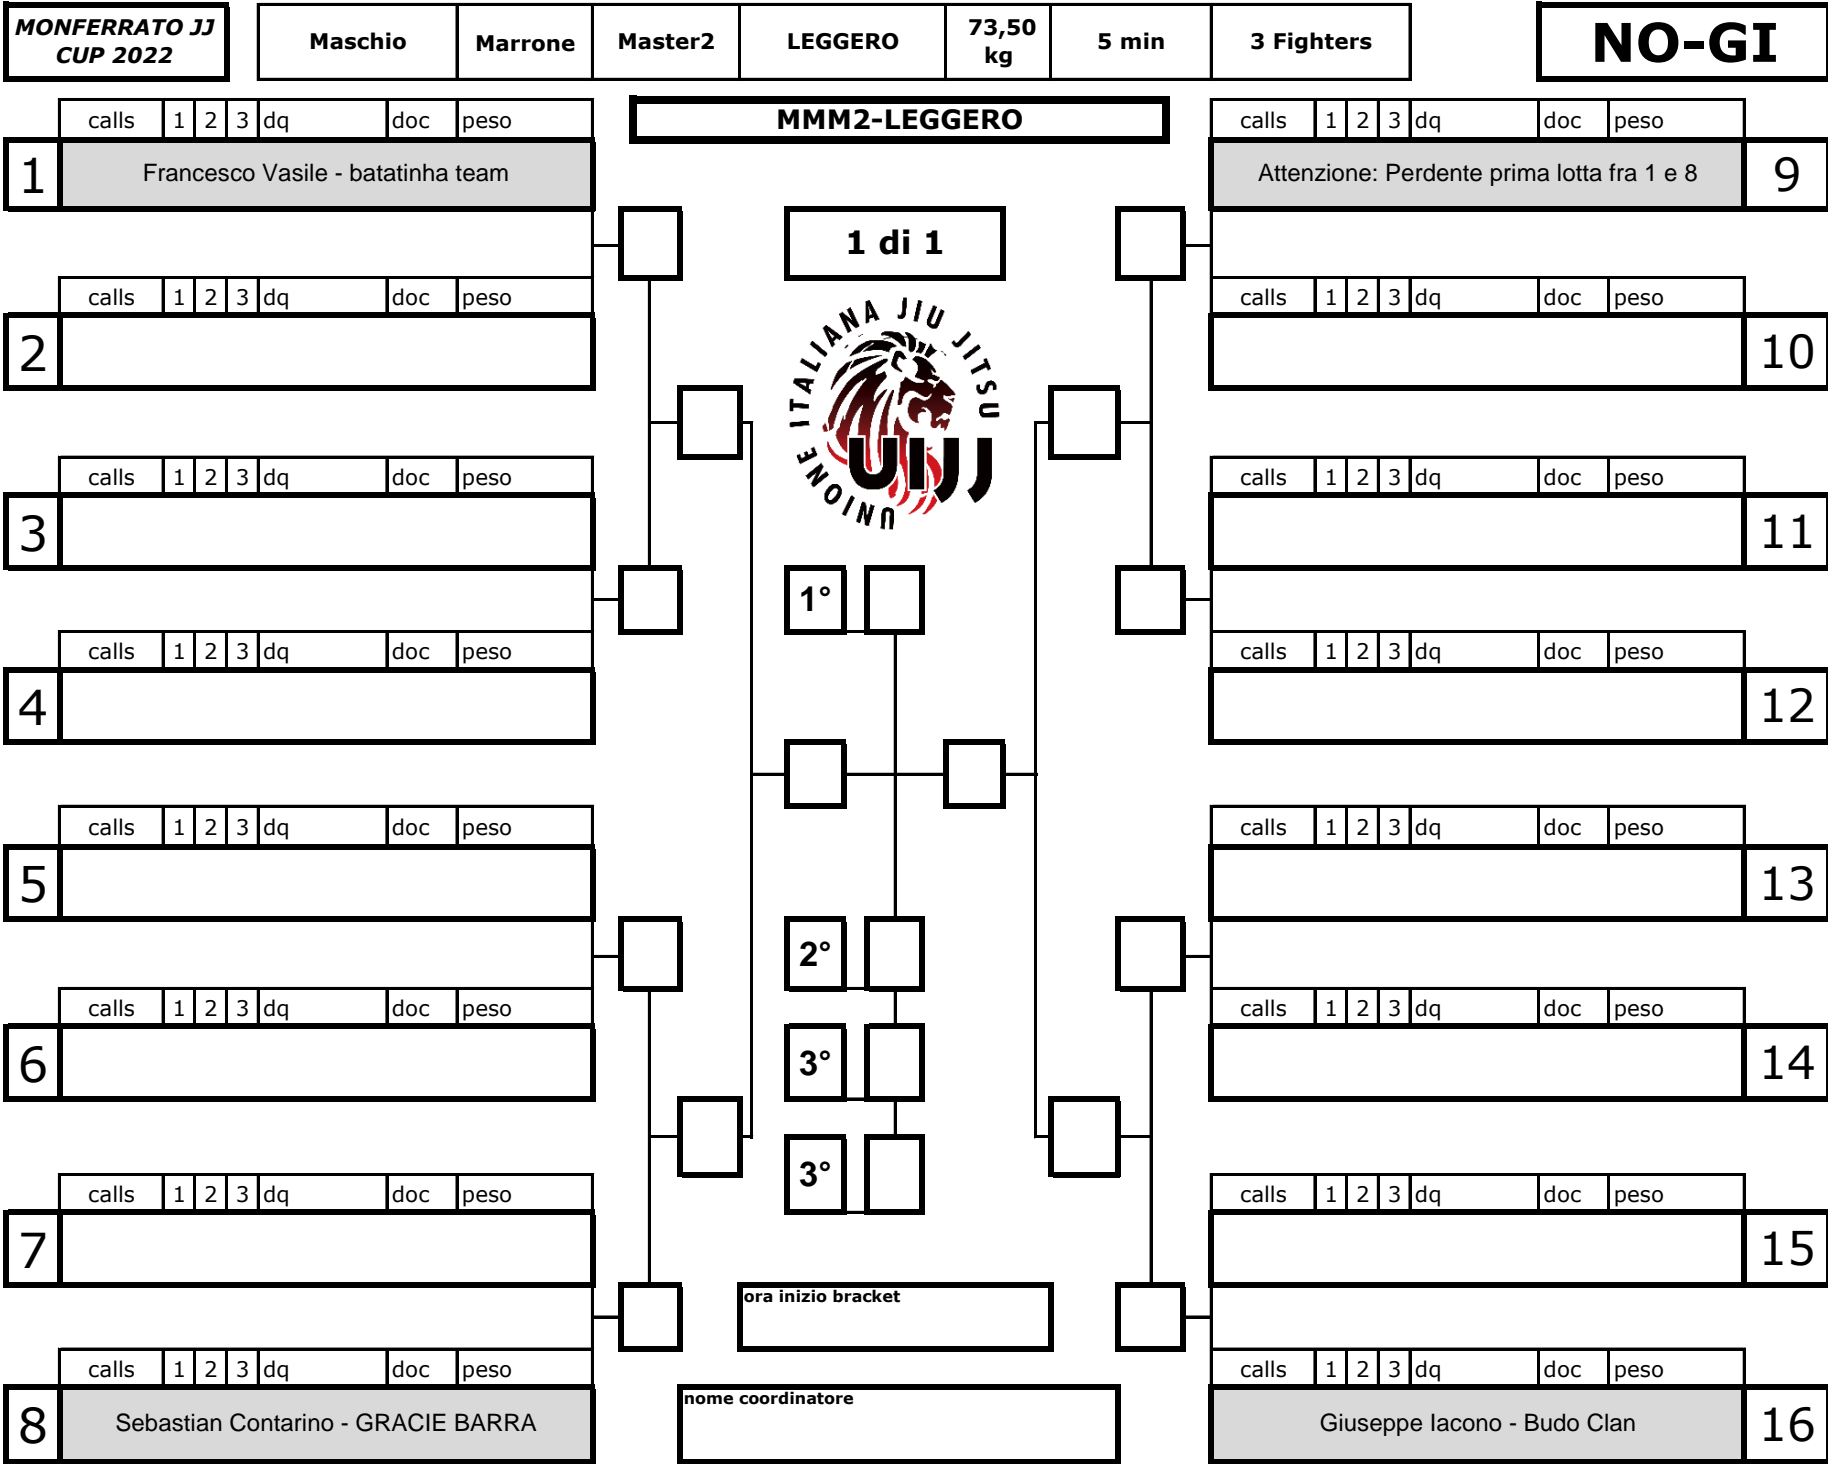 MONFERRATO JJ
CUP 2022
Maschio
Marrone
Master2
LEGGERO
73,50
kg
5 min
3 Fighters
NO-GI
MMM2-LEGGERO
calls 1 2 3 dq doc peso
1 Francesco Vasile - batatinha team
calls 1 2 3 dq doc peso
2
calls 1 2 3 dq doc peso
3
calls 1 2 3 dq doc peso
4
calls 1 2 3 dq doc peso
5
calls 1 2 3 dq doc peso
6
calls 1 2 3 dq doc peso
7
calls 1 2 3 dq doc peso
8 Sebastian Contarino - GRACIE BARRA
1 di 1
UNIONE ITALIANA JIU JITSU
UIJJ
1°
2°
3°
3°
ora inizio bracket
nome coordinatore
calls 1 2 3 dq doc peso
Attenzione: Perdente prima lotta fra 1 e 8 9
calls 1 2 3 dq doc peso
10
calls 1 2 3 dq doc peso
11
calls 1 2 3 dq doc peso
12
calls 1 2 3 dq doc peso
13
calls 1 2 3 dq doc peso
14
calls 1 2 3 dq doc peso
15
calls 1 2 3 dq doc peso
Giuseppe Iacono - Budo Clan 16